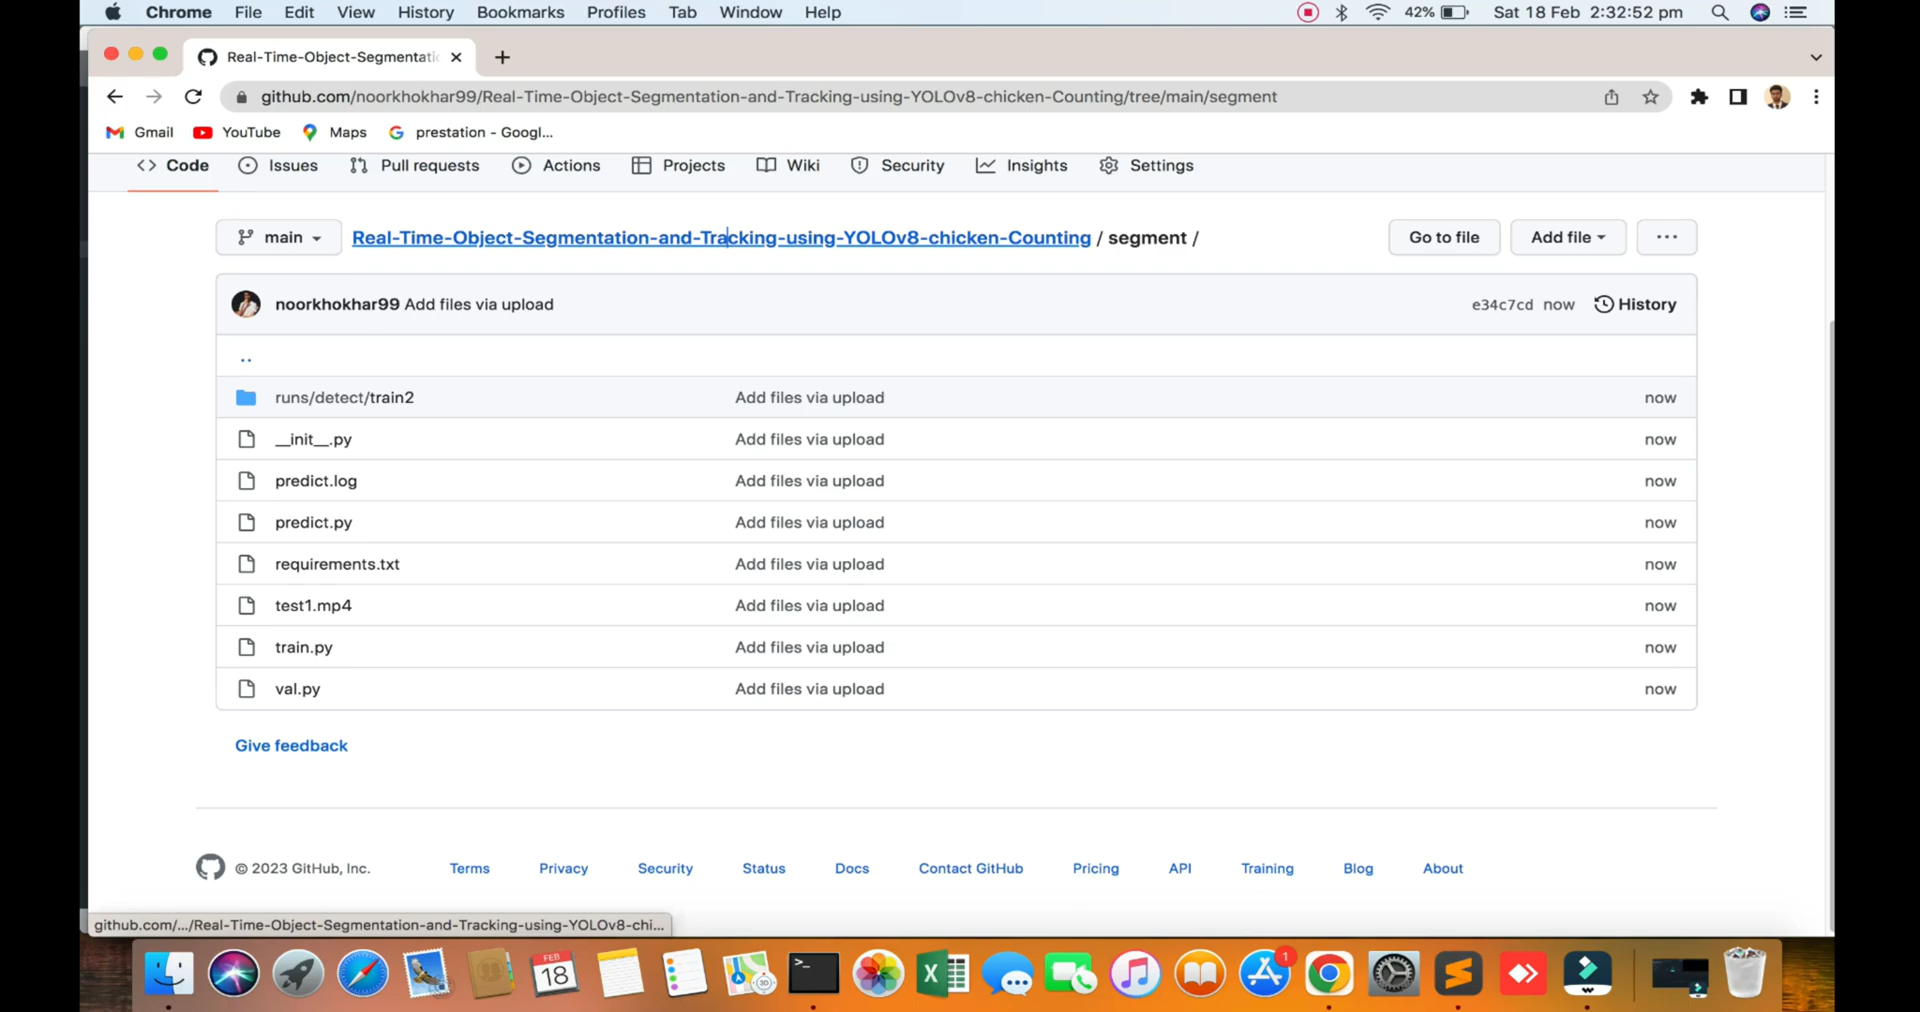 Chrome File Edit View History Bookmarks Profiles Tab Window Help 42% Sat 18 Feb 2:32:52 pm
Real-Time-Object-Segmentatic
github.com/noorkhokhar99/Real-Time-Object-Segmentation-and-Tracking-using-YOLOv8-chicken-Counting/tree/main/segment
Gmail YouTube Maps prestation - Googl...
Code Issues Pull requests Actions Projects Wiki Security Insights Settings
main Real-Time-Object-Segmentation-and-Tracking-using-YOLOv8-chicken-Counting / segment / Go to file Add file ...
noorkhokhar99 Add files via upload e34c7cd now History
..
runs/detect/train2 Add files via upload now
__init__.py Add files via upload now
predict.log Add files via upload now
predict.py Add files via upload now
requirements.txt Add files via upload now
test1.mp4 Add files via upload now
train.py Add files via upload now
val.py Add files via upload now
Give feedback
© 2023 GitHub, Inc. Terms Privacy Security Status Docs Contact GitHub Pricing API Training Blog About
github.com/.../Real-Time-Object-Segmentation-and-Tracking-using-YOLOv8-chi...
FEB
18
3D
1